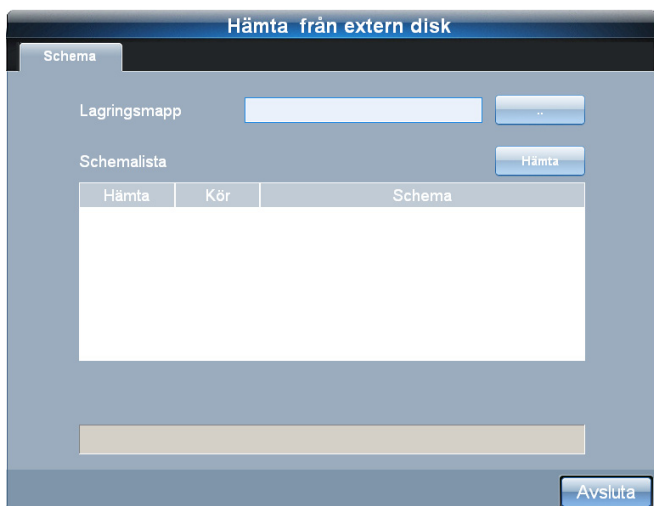 Hämta från extern disk
Schema
Lagringsmapp ..
Schemalista Hämta
Hämta Kör Schema
Avsluta